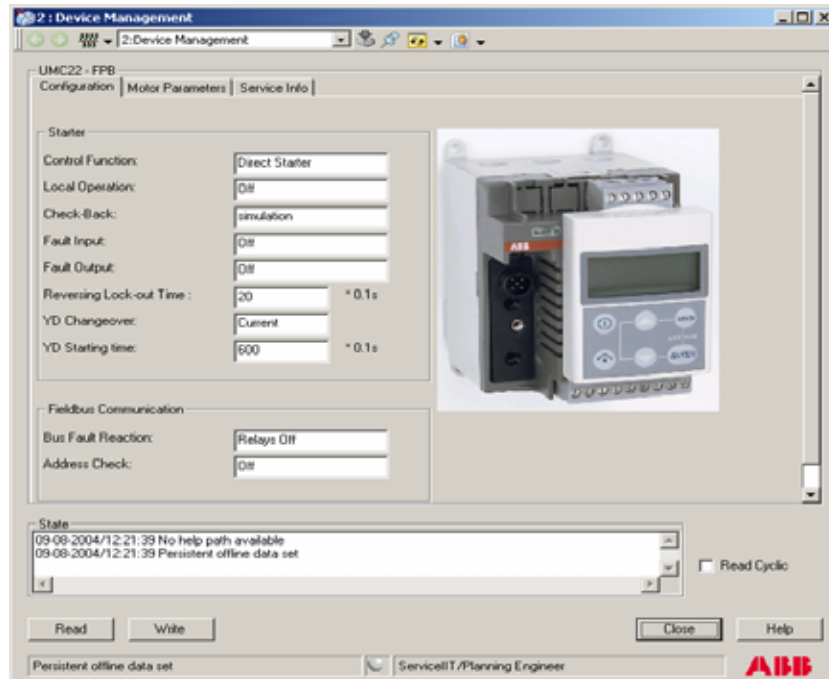 2 : Device Management
2:Device Management
UMC22 - FPB
Configuration Motor Parameters Service Info
Starter
Control Function: Direct Starter
Local Operation: Off
Check-Back: simulation
Fault Input: Off
Fault Output: Off
Reversing Lock-out Time : 20 * 0.1s
YD Changeover: Current
YD Starting time: 600 * 0.1s
ABB
Fieldbus Communication
Bus Fault Reaction: Relays Off
Address Check: Off
State
09-08-2004/12:21:39 No help path available
09-08-2004/12:21:39 Persistent offline data set
Read Cyclic
Read Write Close Help
Persistent offline data set ServiceIT/Planning Engineer ABB